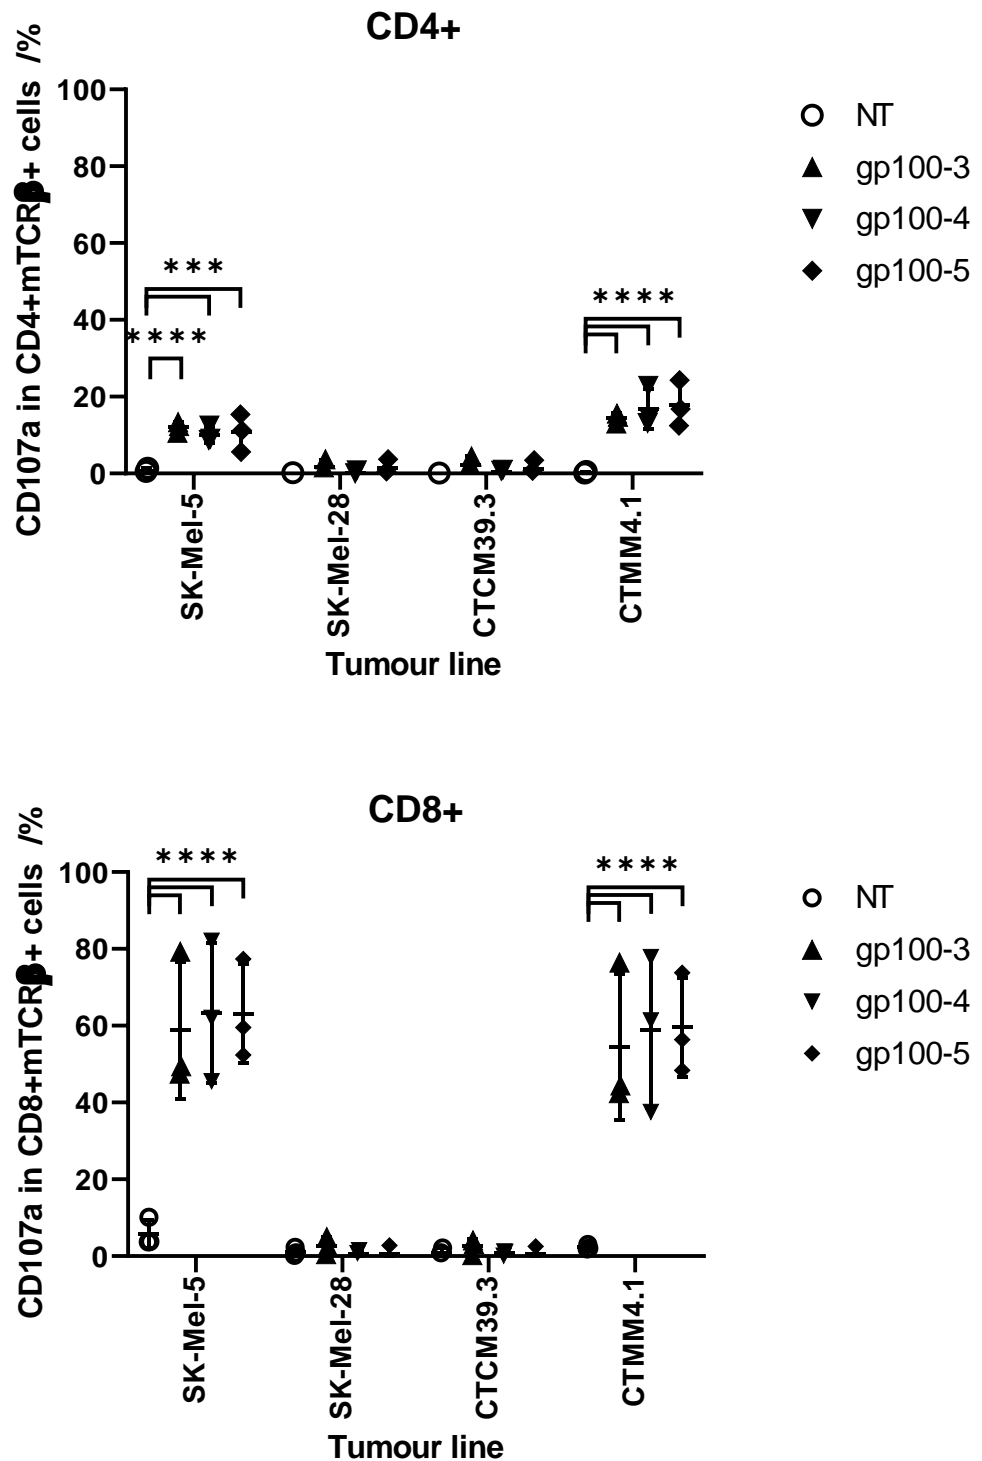 CD4+
CD107a in CD4+mTCRβ+ cells /%
100
80
60
40
20
0
***
****
****
SK-Mel-5
SK-Mel-28
CTCM39.3
CTMM4.1
Tumour line
NT
gp100-3
gp100-4
gp100-5
CD8+
CD107a in CD8+mTCRβ+ cells /%
100
80
60
40
20
0
****
****
SK-Mel-5
SK-Mel-28
CTCM39.3
CTMM4.1
Tumour line
NT
gp100-3
gp100-4
gp100-5